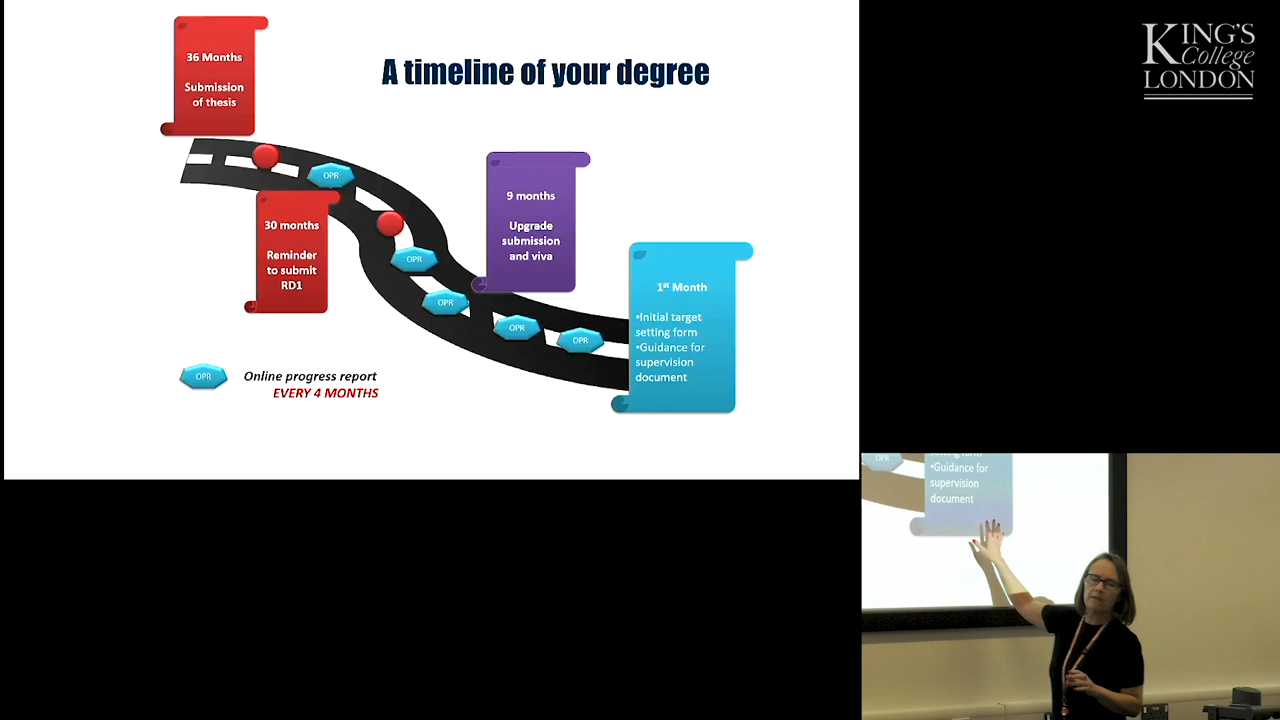 A timeline of your degree
36 Months
Submission
of thesis
OPR
30 months
Reminder
to submit
RD1
OPR
OPR
OPR
OPR
9 months
Upgrade
submission
and viva
1st Month
•Initial target
setting form
•Guidance for
supervision
document
OPR
Online progress report
EVERY 4 MONTHS
KING'S
College
LONDON
OPR
setting form
•Guidance for
supervision
document